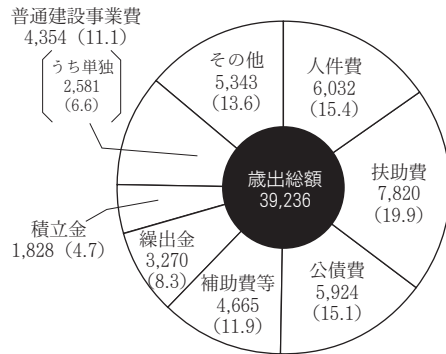 普通建設事業費
4,354 (11.1)
うち単独
2,581
(6.6)
その他
5,343
(13.6)
人件費
6,032
(15.4)
扶助費
7,820
(19.9)
歳出総額
39,236
積立金
1,828 (4.7)
繰出金
3,270
(8.3)
補助費等
4,665
(11.9)
公債費
5,924
(15.1)